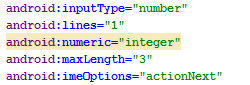 android:inputType="number"
android:lines="1"
android:numeric="integer"
android:maxLength="3"
android:imeOptions="actionNext"